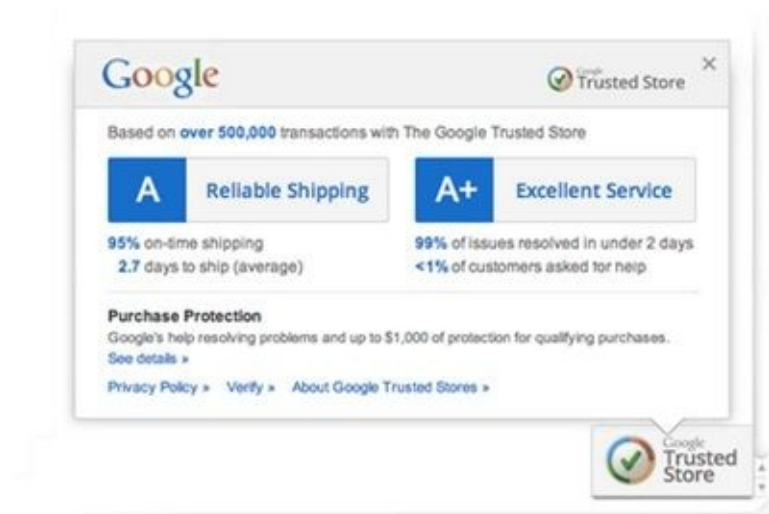 Google
Google
Trusted Store
Based on over 500,000 transactions with The Google Trusted Store
A Reliable Shipping
95% on-time shipping
2.7 days to ship (average)
A+ Excellent Service
99% of issues resolved in under 2 days
<1% of customers asked for help
Purchase Protection
Google's help resolving problems and up to $1,000 of protection for qualifying purchases.
See details »
Privacy Policy » Verify » About Google Trusted Stores »
Google
Trusted
Store